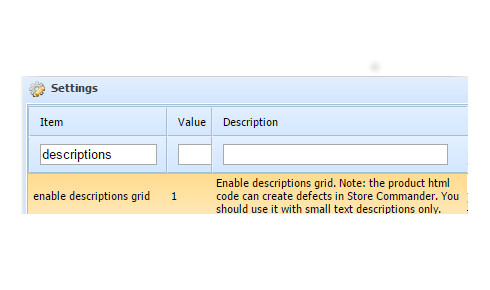 Settings
Item Value Description
descriptions
enable descriptions grid 1 Enable descriptions grid. Note: the product html
code can create defects in Store Commander. You
should use it with small text descriptions only.